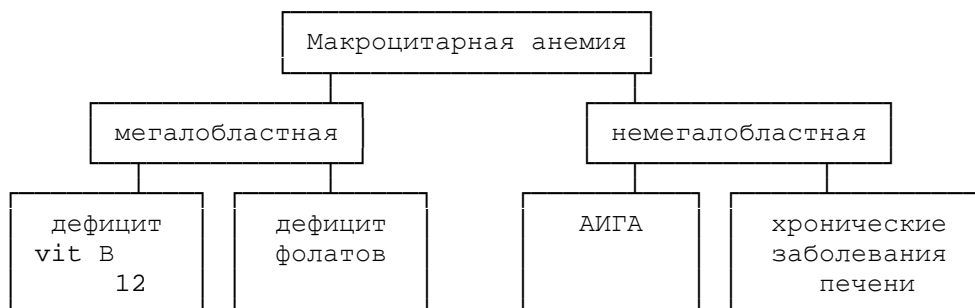 Макроцитарная анемия
мегалобластная
немегалобластная
дефицит
vit B
12
дефицит
фолатов
АИГА
хронические
заболевания
печени